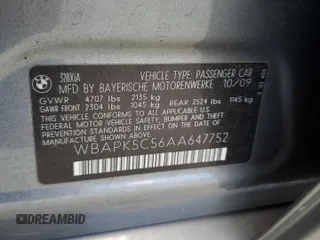 328XiA
VEHICLE TYPE: PASSENGER CAR
MFD BY BAYERISCHE MOTORENWERKE 10/09
GVWR 4707 lbs 2135 kg
GAWR FRONT 2304 lbs 1045 kg REAR 2524 lbs 1145 kg
THIS VEHICLE CONFORMS TO ALL APPLICABLE FEDERAL
MOTOR VEHICLE SAFETY, BUMPER, AND THEFT
PREVENTION STANDARDS IN EFFECT ON THE DATE OF
MANUFACTURE SHOWN ABOVE.
WBAPK5C56AA647752
DREAMBID